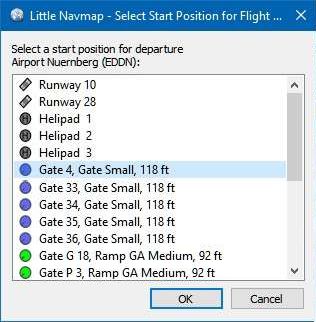 Little Navmap - Select Start Position for Flight ...
Select a start position for departure
Airport Nuernberg (EDDN):
Runway 10
Runway 28
Helipad 1
Helipad 2
Helipad 3
Gate 4, Gate Small, 118 ft
Gate 33, Gate Small, 118 ft
Gate 34, Gate Small, 118 ft
Gate 35, Gate Small, 118 ft
Gate 36, Gate Small, 118 ft
Gate G 18, Ramp GA Medium, 92 ft
Gate P 3, Ramp GA Medium, 92 ft
OK
Cancel